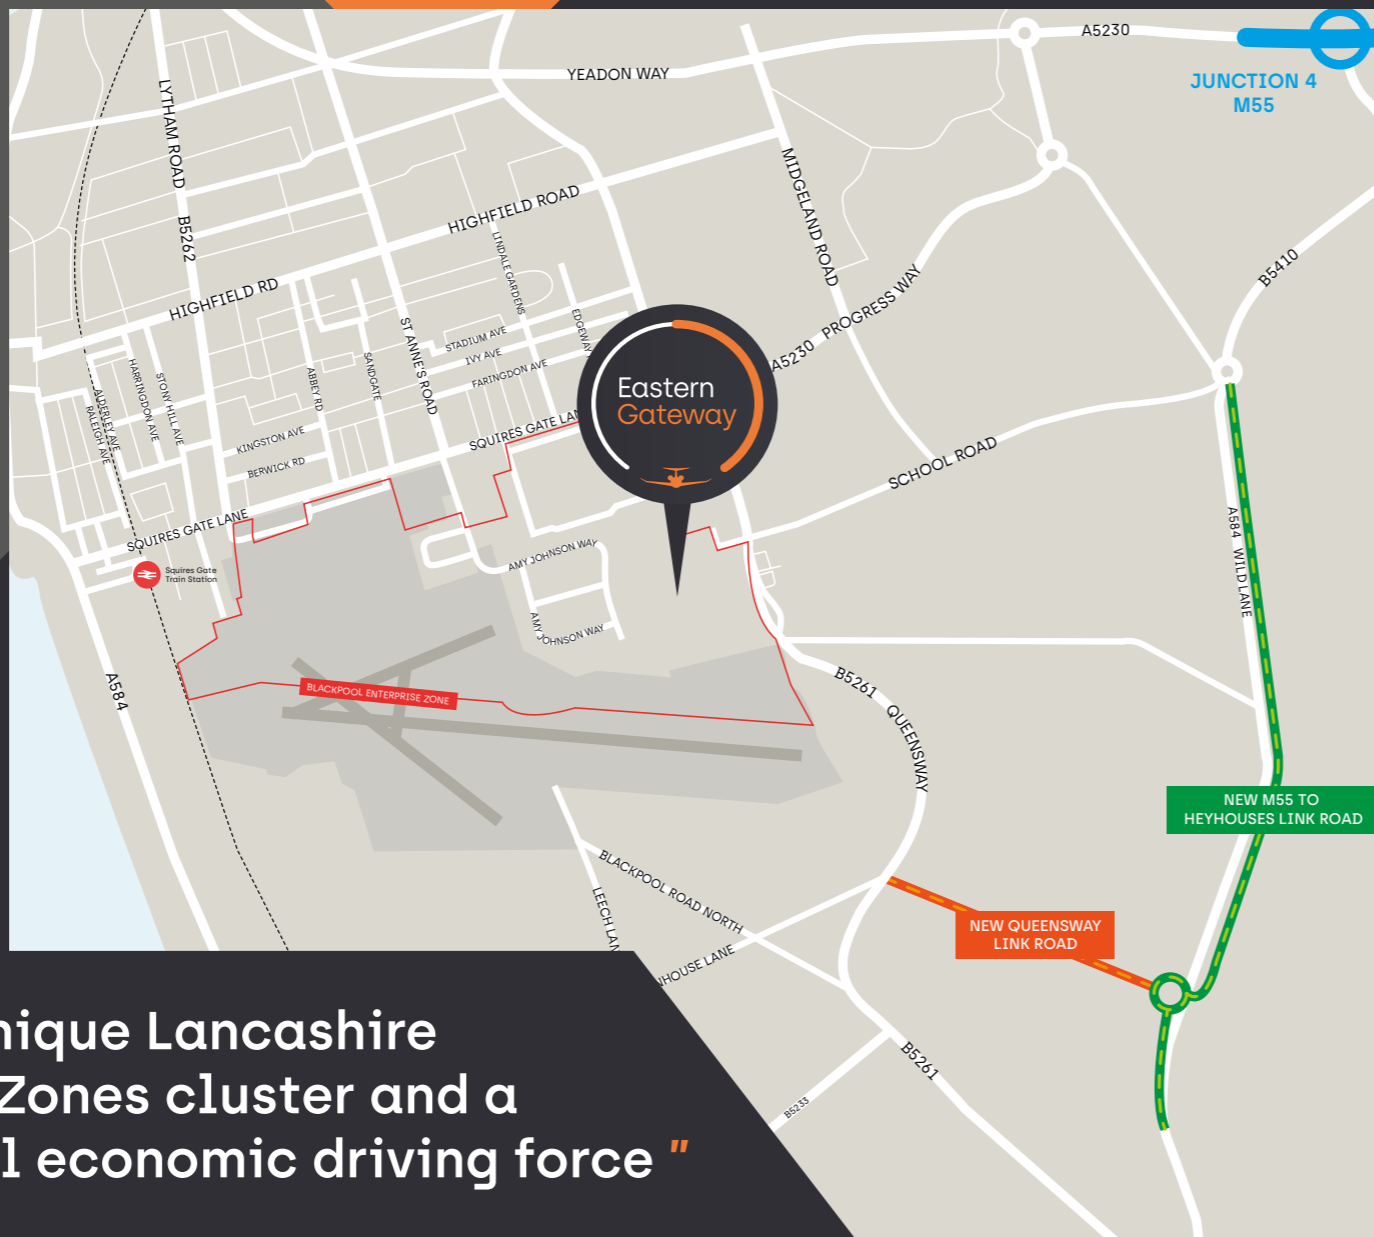 A5230
YEADON WAY
JUNCTION 4
M55
LYTHAM ROAD
B5262
HIGHFIELD ROAD
MIDGELAND ROAD
HIGHFIELD RD
LINDALE GARDENS
B5410
A5230 PROGRESS WAY
ST ANNE'S ROAD
STADIUM AVE
IVY AVE
FARINGDON AVE
EDGEWAY
SANDGATE
ABBEY RD
HARRINGDON AVE
STONY HILL AVE
ALDERLEY AVE
RALEIGH AVE
Eastern
Gateway
KINGSTON AVE
BERWICK RD
SQUIRES GATE LAN
SCHOOL ROAD
SQUIRES GATE LANE
Squires Gate
Train Station
AMY JOHNSON WAY
AMY JOHNSON WAY
A584 WILD LANE
A584
BLACKPOOL ENTERPRISE ZONE
B5261 QUEENSWAY
NEW M55 TO
HEYHOUSES LINK ROAD
BLACKPOOL ROAD NORTH
LEECH LAN
NHOUSE LANE
NEW QUEENSWAY
LINK ROAD
B5261
B5233
nique Lancashire
Zones cluster and a
l economic driving force "